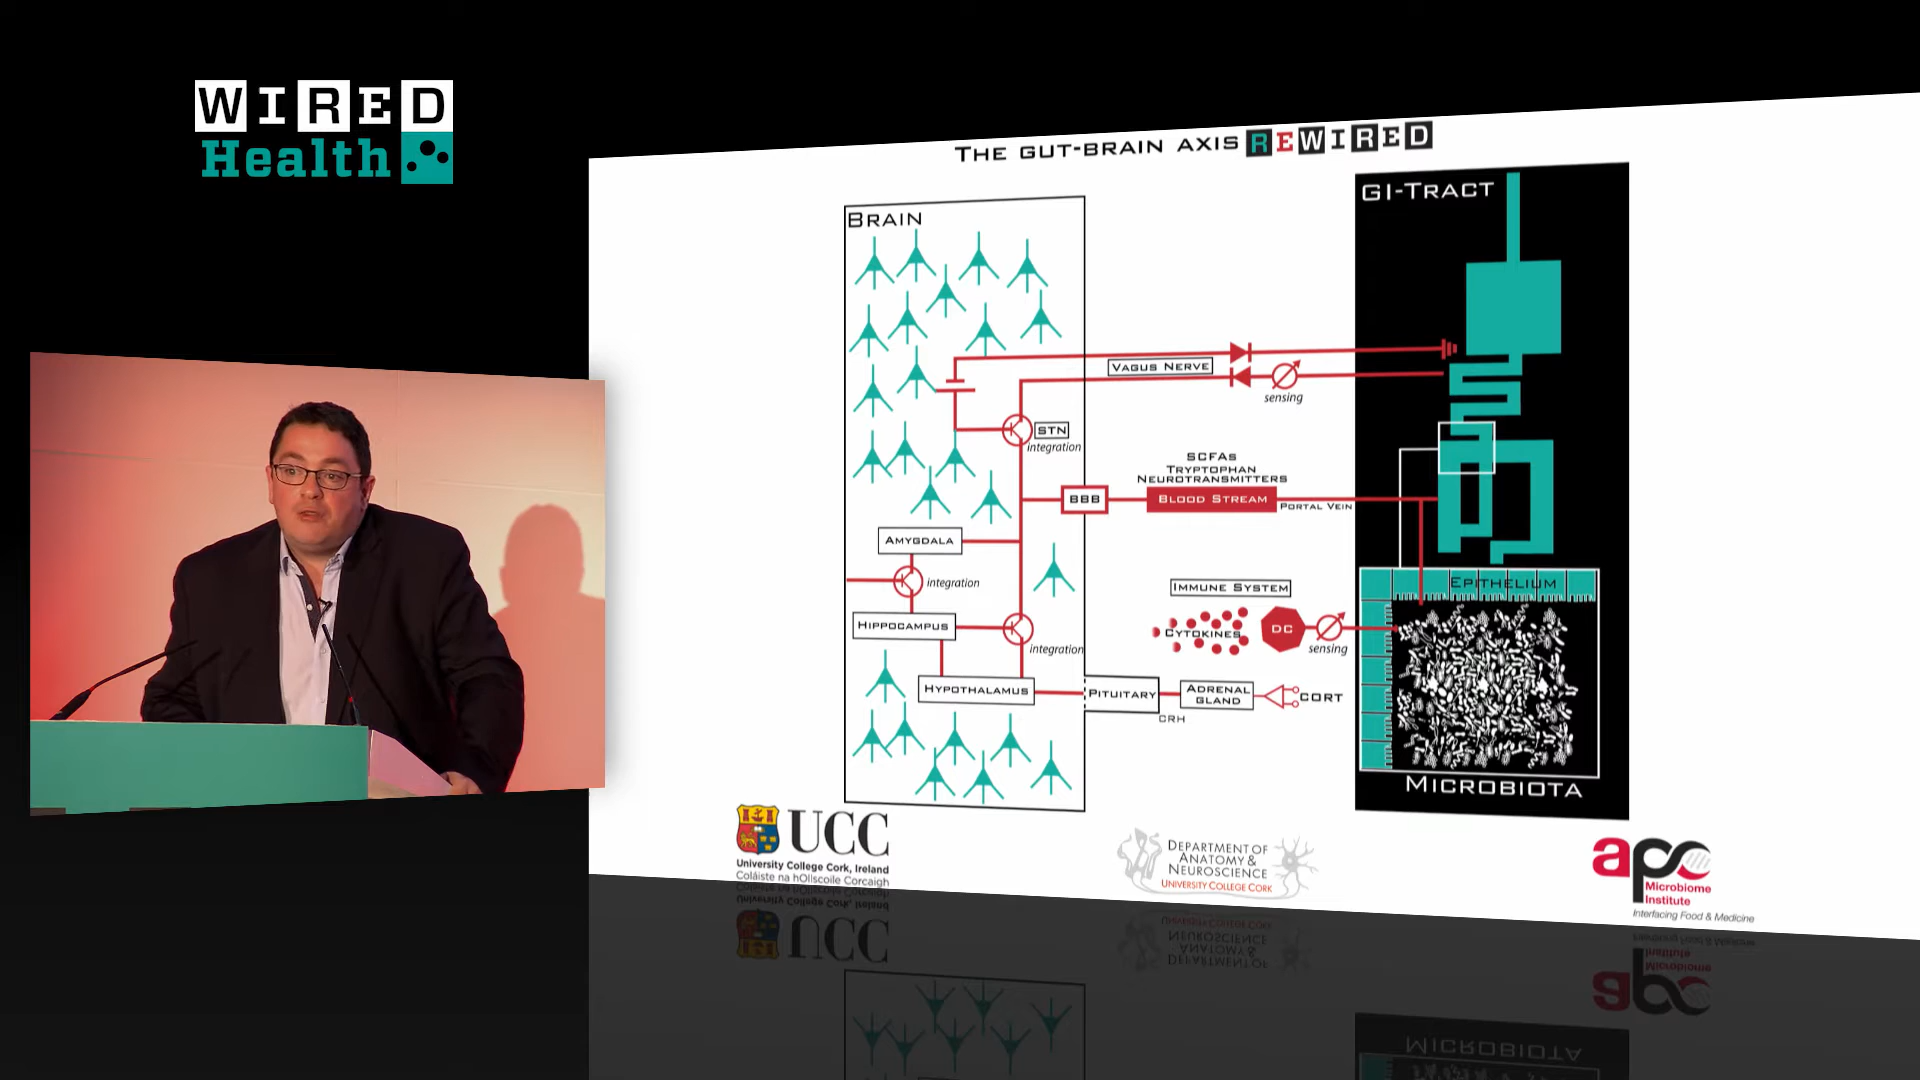 WIRED
Health
THE GUT-BRAIN AXIS REWIRED
BRAIN
GI-TRACT
VAGUS NERVE
sensing
STN
integration
SCFAS
TRYPTOPHAN
NEUROTRANSMITTERS
BBB
BLOOD STREAM
PORTAL VEIN
AMYGDALA
integration
IMMUNE SYSTEM
EPITHELIUM
HIPPOCAMPUS
CYTOKINES
DC
sensing
integration
HYPOTHALAMUS
PITUITARY
ADRENAL
GLAND
CORT
CRH
MICROBIOTA
UCC
University College Cork, Ireland
Coláiste na hOllscoile Corcaigh
DEPARTMENT OF
ANATOMY &
NEUROSCIENCE
UNIVERSITY COLLEGE CORK
apc
Microbiome
Institute
Interfacing Food & Medicine